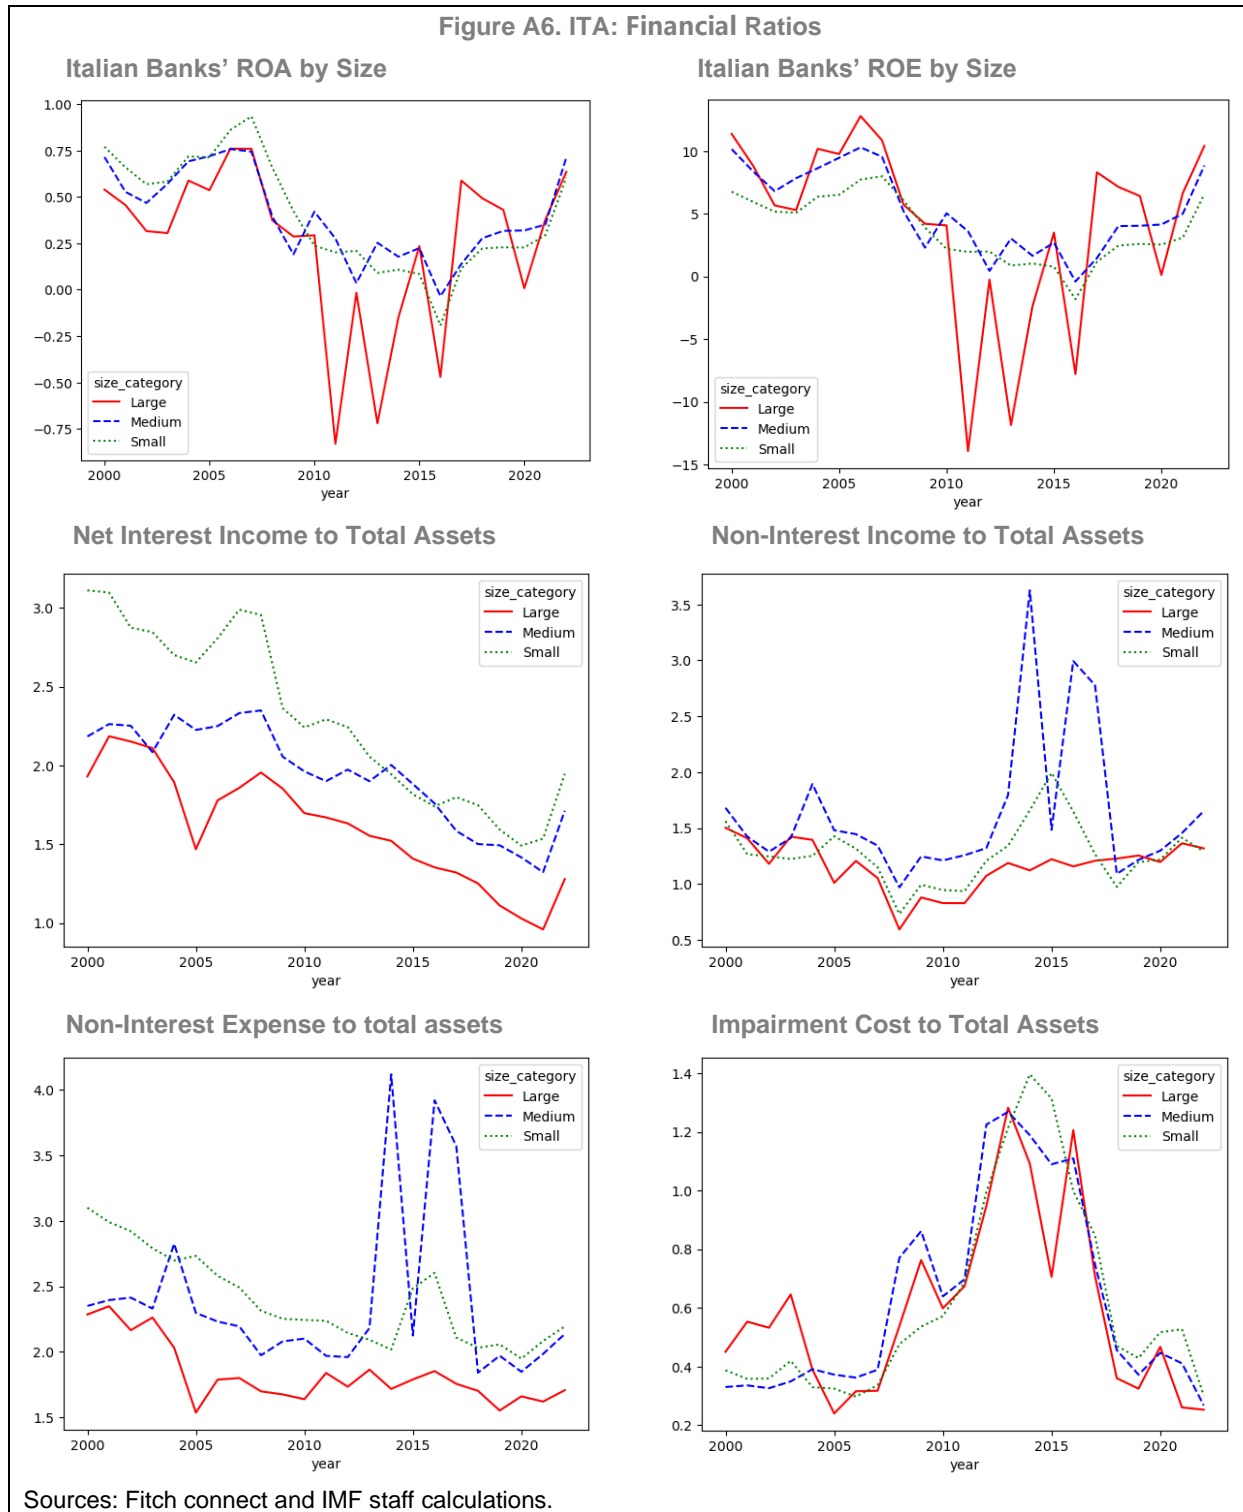 Figure A6. ITA: Financial Ratios
Italian Banks' ROA by Size
1.00
0.75
0.50
0.25
0.00
−0.25
−0.50
−0.75
size_category
Large
Medium
Small
2000 2005 2010 2015 2020
year
Italian Banks' ROE by Size
10
5
0
−5
−10
−15
size_category
Large
Medium
Small
2000 2005 2010 2015 2020
year
Net Interest Income to Total Assets
3.0
2.5
2.0
1.5
1.0
size_category
Large
Medium
Small
2000 2005 2010 2015 2020
year
Non-Interest Income to Total Assets
3.5
3.0
2.5
2.0
1.5
1.0
0.5
size_category
Large
Medium
Small
2000 2005 2010 2015 2020
year
Non-Interest Expense to total assets
4.0
3.5
3.0
2.5
2.0
1.5
size_category
Large
Medium
Small
2000 2005 2010 2015 2020
year
Impairment Cost to Total Assets
1.4
1.2
1.0
0.8
0.6
0.4
0.2
size_category
Large
Medium
Small
2000 2005 2010 2015 2020
year
Sources: Fitch connect and IMF staff calculations.